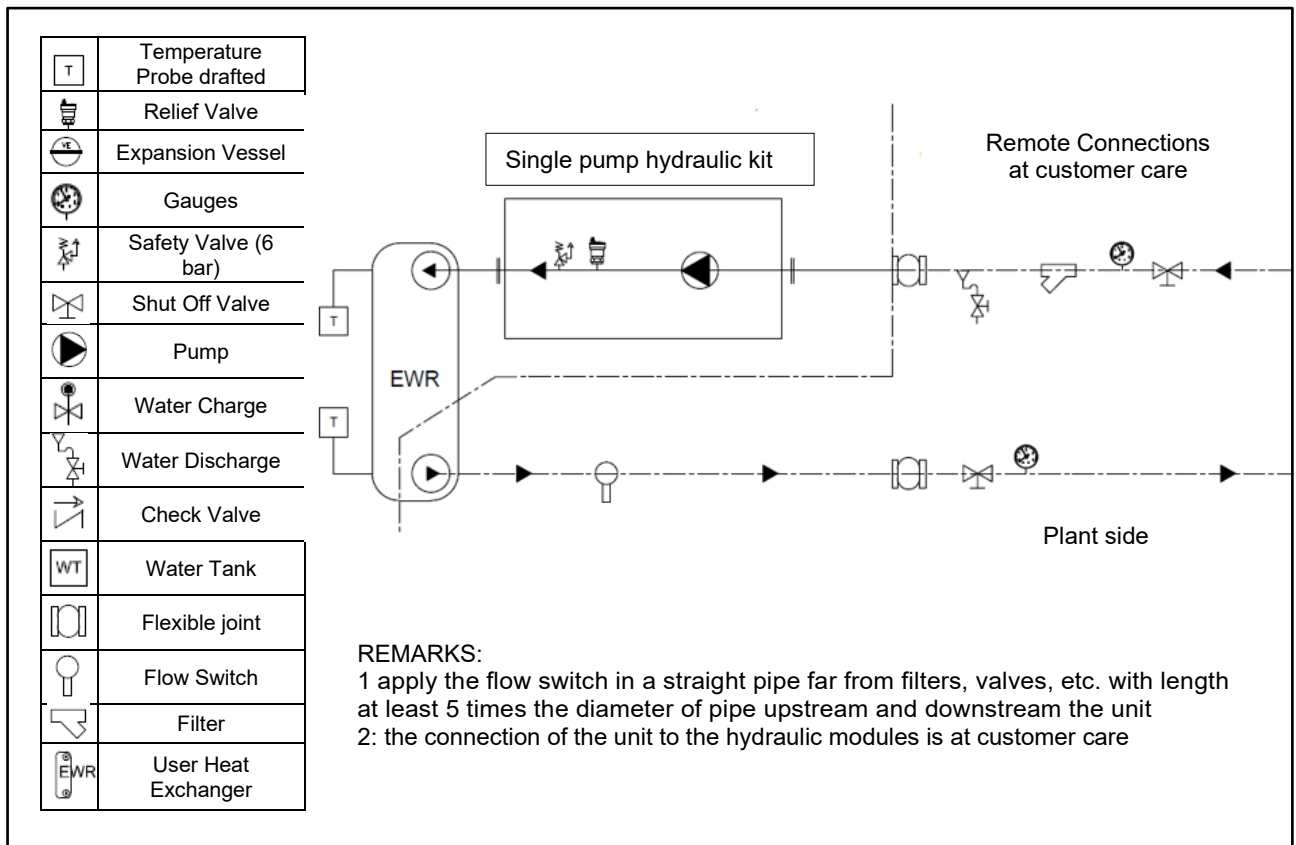 T
Temperature
Probe drafted
Relief Valve
VE
Expansion Vessel
Gauges
Safety Valve (6
bar)
Shut Off Valve
Pump
Water Charge
Water Discharge
Check Valve
WT
Water Tank
Flexible joint
Flow Switch
Filter
EWR
User Heat
Exchanger
Single pump hydraulic kit
Remote Connections
at customer care
T
EWR
T
Plant side
REMARKS:
1 apply the flow switch in a straight pipe far from filters, valves, etc. with length
at least 5 times the diameter of pipe upstream and downstream the unit
2: the connection of the unit to the hydraulic modules is at customer care